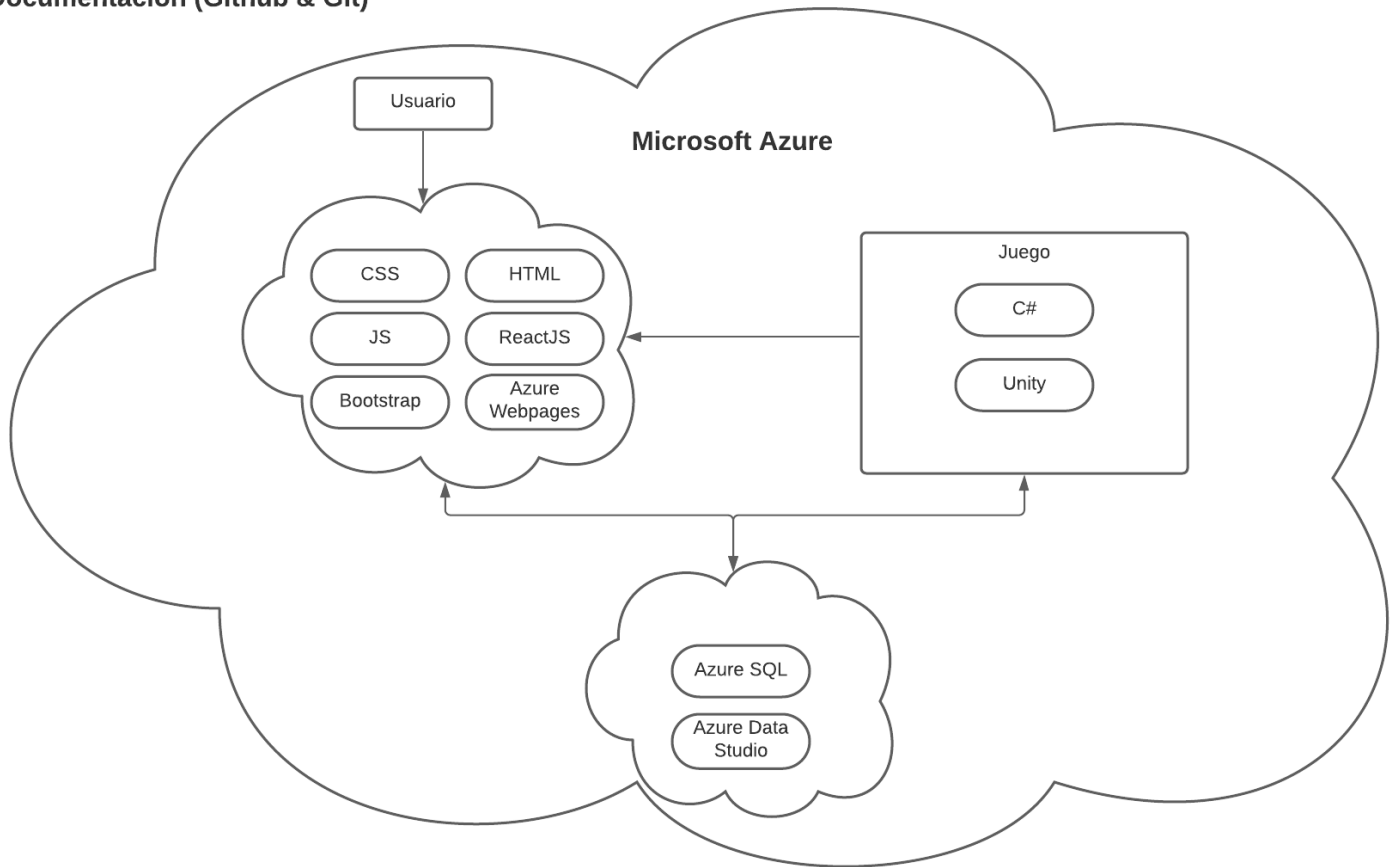 Documentación (Github & Git)
Usuario
Microsoft Azure
CSS
HTML
JS
ReactJS
Bootstrap
Azure
Webpages
Juego
C#
Unity
Azure SQL
Azure Data
Studio